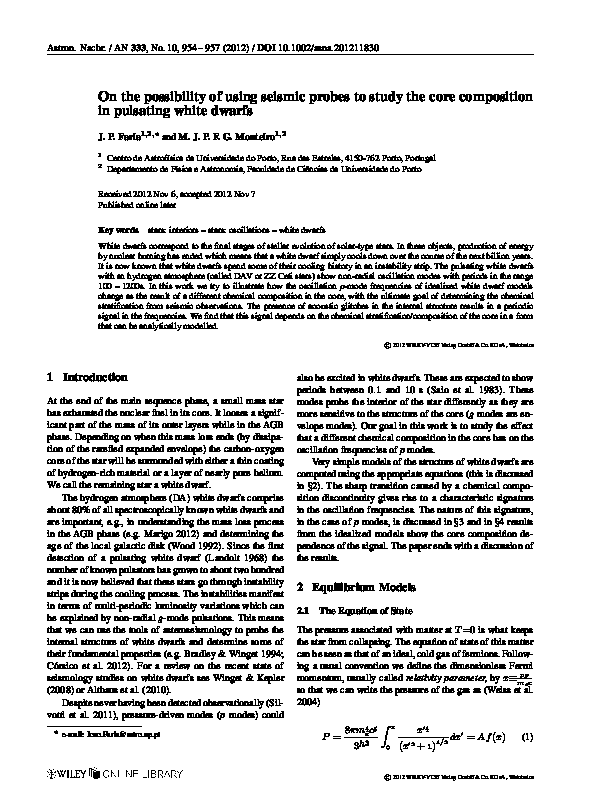 Astron. Nachr. / AN 333, No. 10, 954–957 (2012) / DOI 10.1002/asna.201211830
On the possibility of using seismic probes to study the core composition
in pulsating white dwarfs
J. P. Faria1,2,* and M. J. P. F. G. Monteiro1,2
1 Centro de Astrofísica da Universidade do Porto, Rua das Estrelas, 4150-762 Porto, Portugal
2 Departamento de Física e Astronomia, Faculdade de Ciências da Universidade do Porto
Received 2012 Nov 6, accepted 2012 Nov 7
Published online later
Key words stars: interiors – stars: oscillations – white dwarfs
White dwarfs correspond to the final stages of stellar evolution of solar-type stars. In these objects, production of energy
by nuclear burning has ended which means that a white dwarf simply cools down over the course of the next billion years.
It is now known that white dwarfs spend some of their cooling history in an instability strip. The pulsating white dwarfs
with an hydrogen atmosphere (called DAV or ZZ Ceti stars) show non-radial oscillation modes with periods in the range
100 – 1200s. In this work we try to illustrate how the oscillation p-mode frequencies of idealized white dwarf models
change as the result of a different chemical composition in the core, with the ultimate goal of determining the chemical
stratification from seismic observations. The presence of acoustic glitches in the internal structure results in a periodic
signal in the frequencies. We find that this signal depends on the chemical stratification/composition of the core in a form
that can be analytically modelled.
© 2012 WILEY-VCH Verlag GmbH & Co. KGaA, Weinheim
1 Introduction
At the end of the main sequence phase, a small mass star
has exhausted the nuclear fuel in its core. It looses a signif-
icant part of the mass of its outer layers while in the AGB
phase. Depending on when this mass loss ends (by dissipa-
tion of the rarefied expanded envelope) the carbon-oxygen
core of the star will be surrounded with either a thin coating
of hydrogen-rich material or a layer of nearly pure helium.
We call the remaining star a white dwarf.
The hydrogen atmosphere (DA) white dwarfs comprise
about 80% of all spectroscopically known white dwarfs and
are important, e.g., in understanding the mass loss process
in the AGB phase (e.g. Marigo 2012) and determining the
age of the local galactic disk (Wood 1992). Since the first
detection of a pulsating white dwarf (Landolt 1968) the
number of known pulsators has grown to about two hundred
and it is now believed that these stars go through instability
strips during the cooling process. The instabilities manifest
in terms of multi-periodic luminosity variations which can
be explained by non-radial g-mode pulsations. This means
that we can use the tools of asteroseismology to probe the
internal structure of white dwarfs and determine some of
their fundamental properties (e.g. Bradley & Winget 1994;
Córsico et al. 2012). For a review on the recent state of
seismology studies on white dwarfs see Winget & Kepler
(2008) or Althaus et al. (2010).
Despite never having been detected observationally (Sil-
votti et al. 2011), pressure-driven modes (p modes) could
* e-mail: Joao.Faria@astro.up.pt
also be excited in white dwarfs. These are expected to show
periods between 0.1 and 10 s (Saio et al. 1983). These
modes probe the interior of the star differently as they are
more sensitive to the structure of the core (g modes are en-
velope modes). Our goal in this work is to study the effect
that a different chemical composition in the core has on the
oscillation frequencies of p modes.
Very simple models of the structure of white dwarfs are
computed using the appropriate equations (this is discussed
in §2). The sharp transition caused by a chemical compo-
sition discontinuity gives rise to a characteristic signature
in the oscillation frequencies. The nature of this signature,
in the case of p modes, is discussed in §3 and in §4 results
from the idealized models show the core composition de-
pendence of the signal. The paper ends with a discussion of
the results.
2 Equilibrium Models
2.1 The Equation of State
The pressure associated with matter at T=0 is what keeps
the star from collapsing. The equation of state of this matter
can be seen as that of an ideal, cold gas of fermions. Follow-
ing a usual convention we define the dimensionless Fermi
momentum, usually called relativity parameter, by x≡p_F/(m_e c)
so that we can write the pressure of the gas as (Weiss et al.
2004)
P = 8πm_e^4c^5/3h^3 ∫_0^x x'^4/(x'^2+1)^{1/2} dx' = A f(x) (1)
WILEY ONLINE LIBRARY
© 2012 WILEY-VCH Verlag GmbH & Co. KGaA, Weinheim